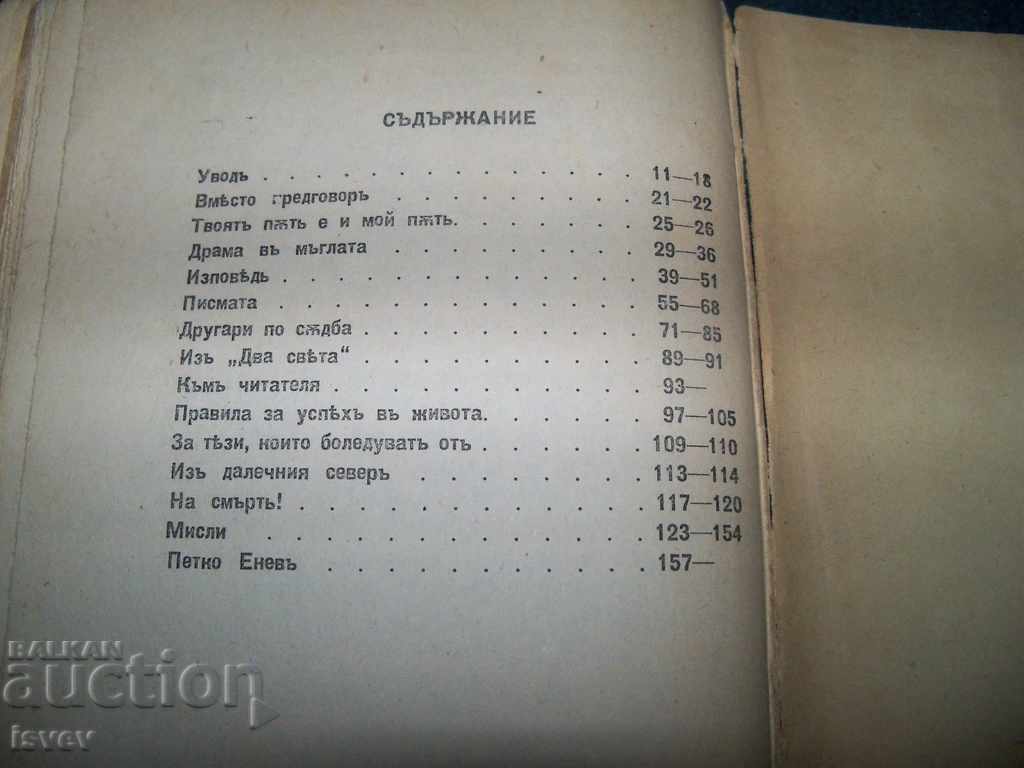 СЪДЪРЖАНИЕ
Уводъ . . . . . . . . . . . . . . 11—18
Вмѣсто предговоръ . . . . . . . . . 21—22
Твоятъ пѫть е и мой пѫть. . . . . . . 25—26
Драма въ мъглата . . . . . . . . . . 29—36
Изповѣдь . . . . . . . . . . . . . 39—51
Писмата . . . . . . . . . . . . . 55—68
Другари по сѫдба . . . . . . . . . . 71—85
Изъ „Два свѣта“ . . . . . . . . . . 89—91
Къмъ читателя . . . . . . . . . . . 93—
Правила за успѣхъ въ живота. . . . . . 97—105
За тѣзи, които боледуватъ отъ . . . . . . 109—110
Изъ далечния северъ . . . . . . . . 113—114
На смърть! . . . . . . . . . . . . 117—120
Мисли . . . . . . . . . . . . . 123—154
Петко Еневъ . . . . . . . . . . . 157—
BALKAN
auction
isvev